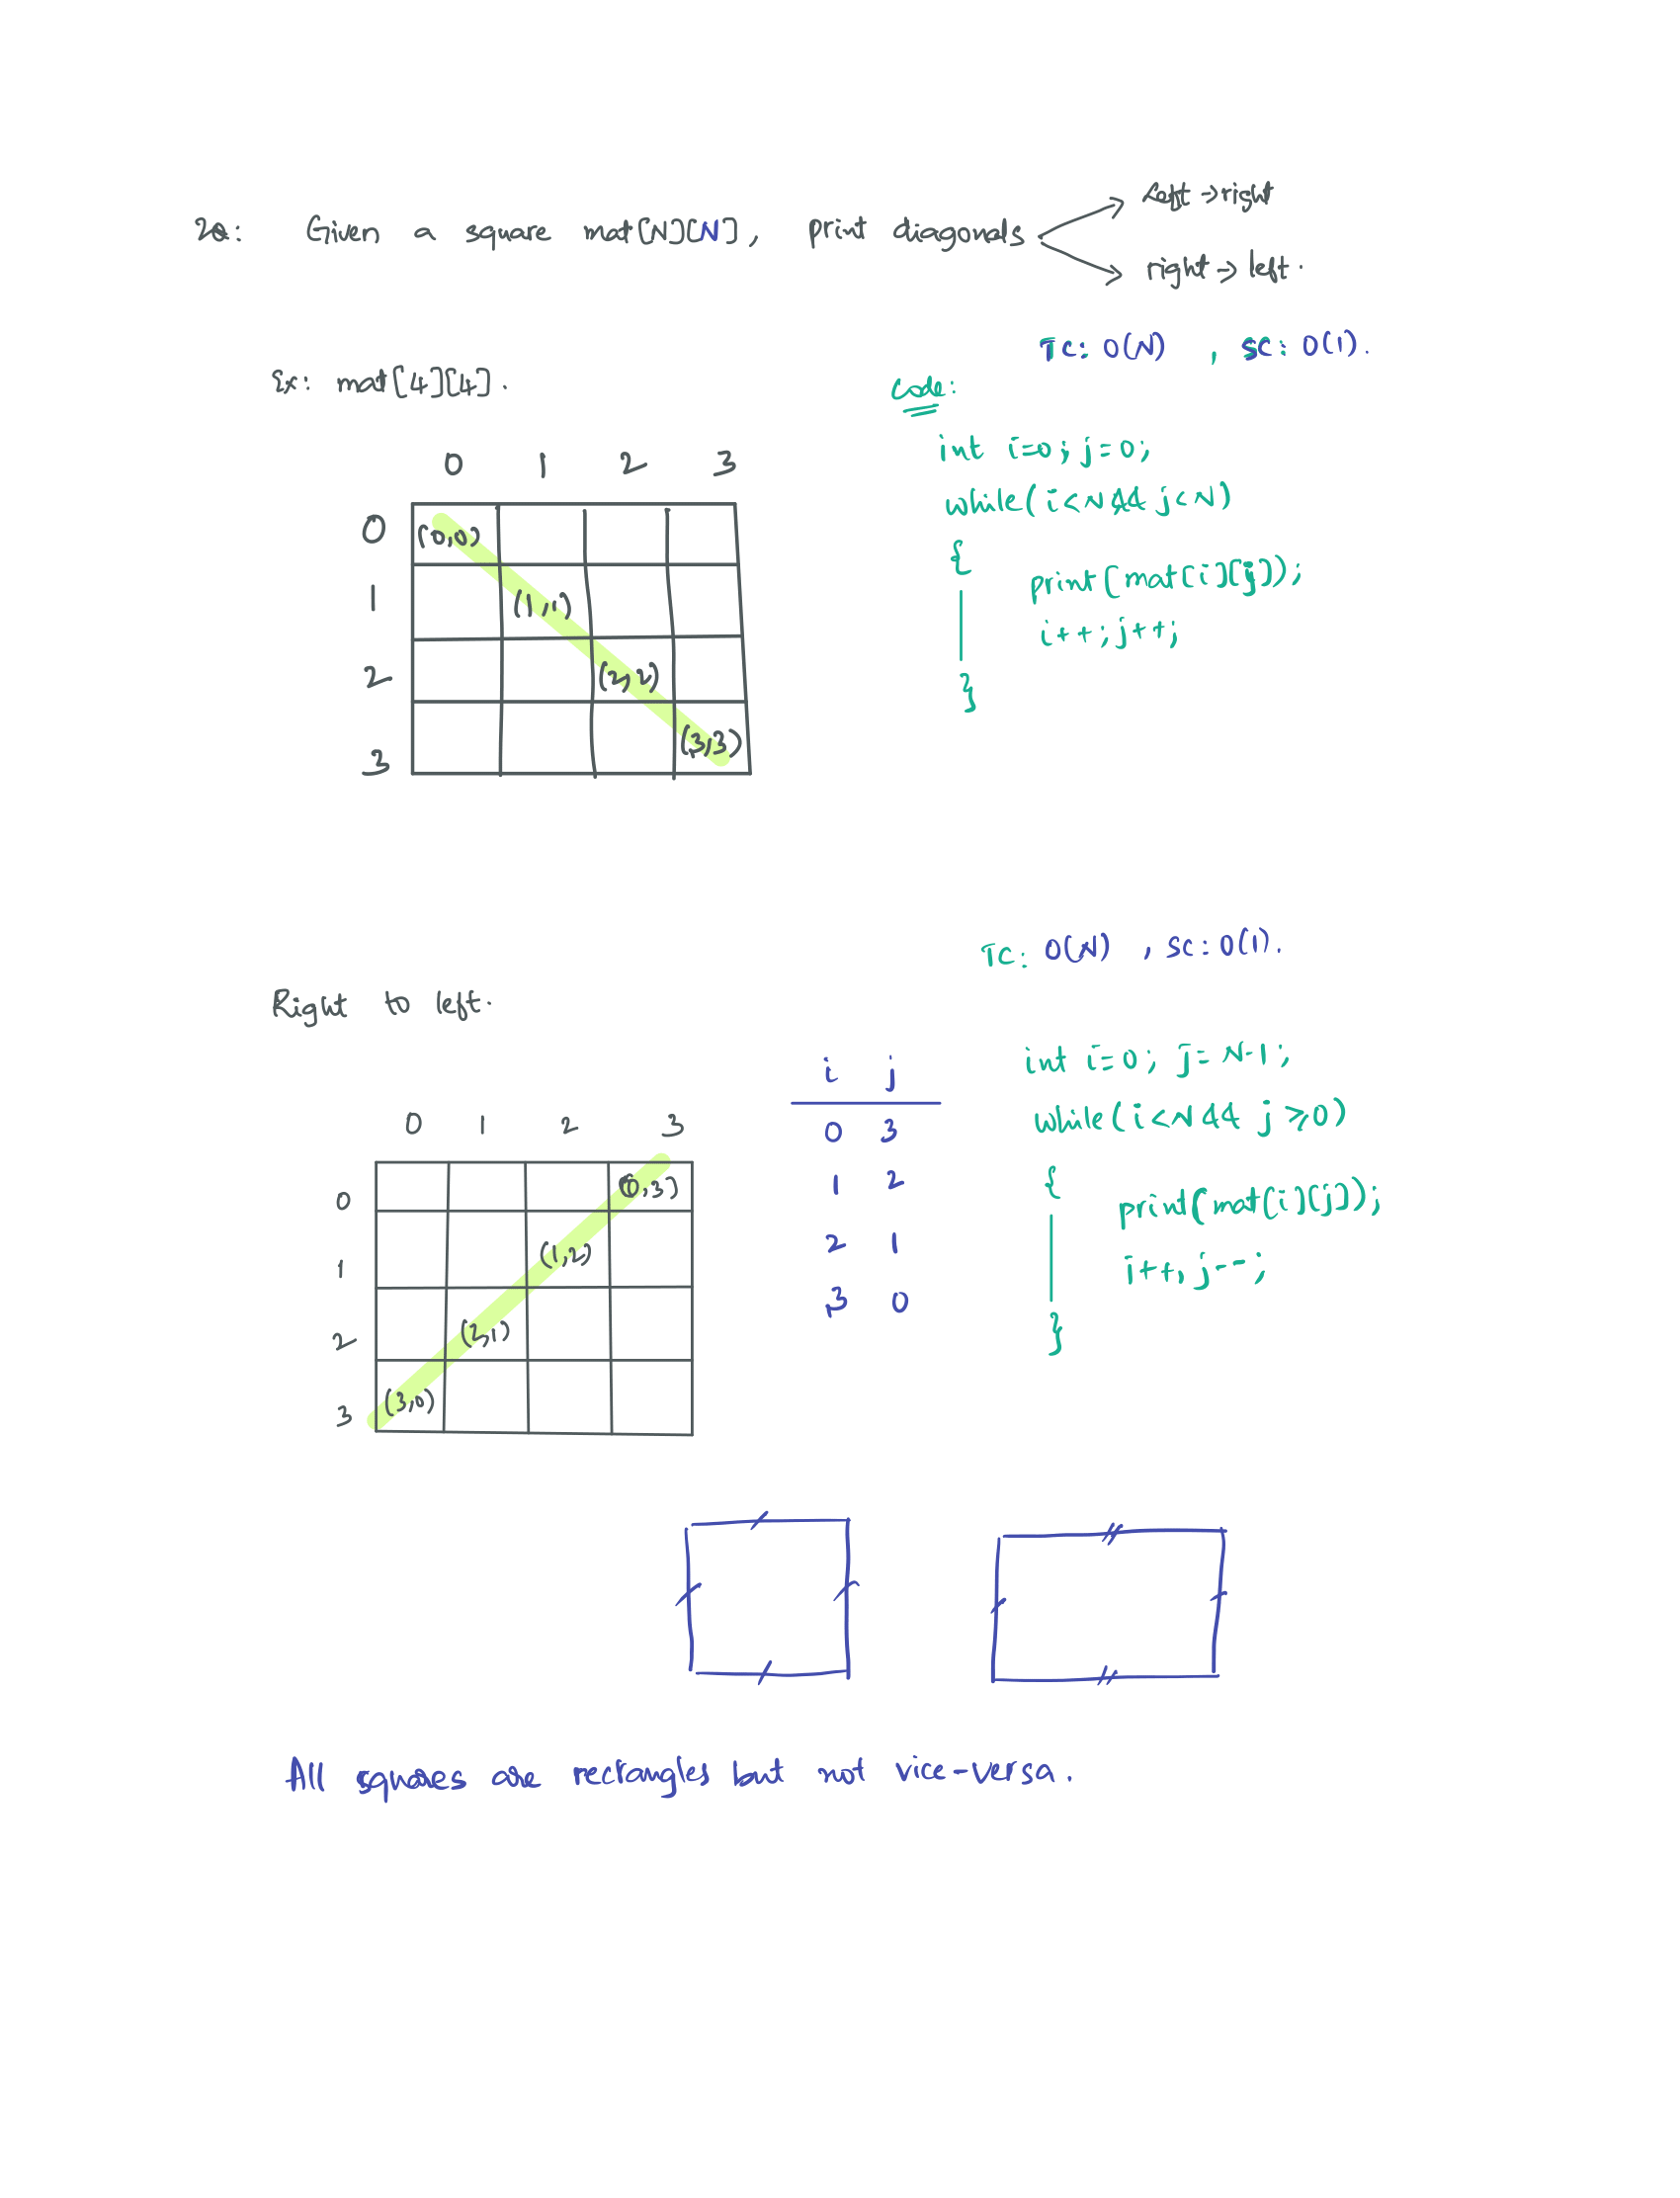 2Q: Given a square mat[N][N], print diagonals
Left → right
right → left.
TC: O(N) , SC: O(1).
Ex: mat[4][4].
code:
int i=0; j=0;
while(i<N && j<N)
{
print(mat[i][j]);
i++; j++;
}
0 1 2 3
0 (0,0)
1 (1,1)
2 (2,2)
3 (3,3)
TC: O(N) , SC: O(1).
Right to left.
int i=0; j=N-1;
while(i<N && j>=0)
{
print(mat[i][j]);
i++, j--;
}
i j
0 3
1 2
2 1
3 0
0 1 2 3
0 (0,3)
1 (1,2)
2 (2,1)
3 (3,0)
All squares are rectangles but not vice-versa.